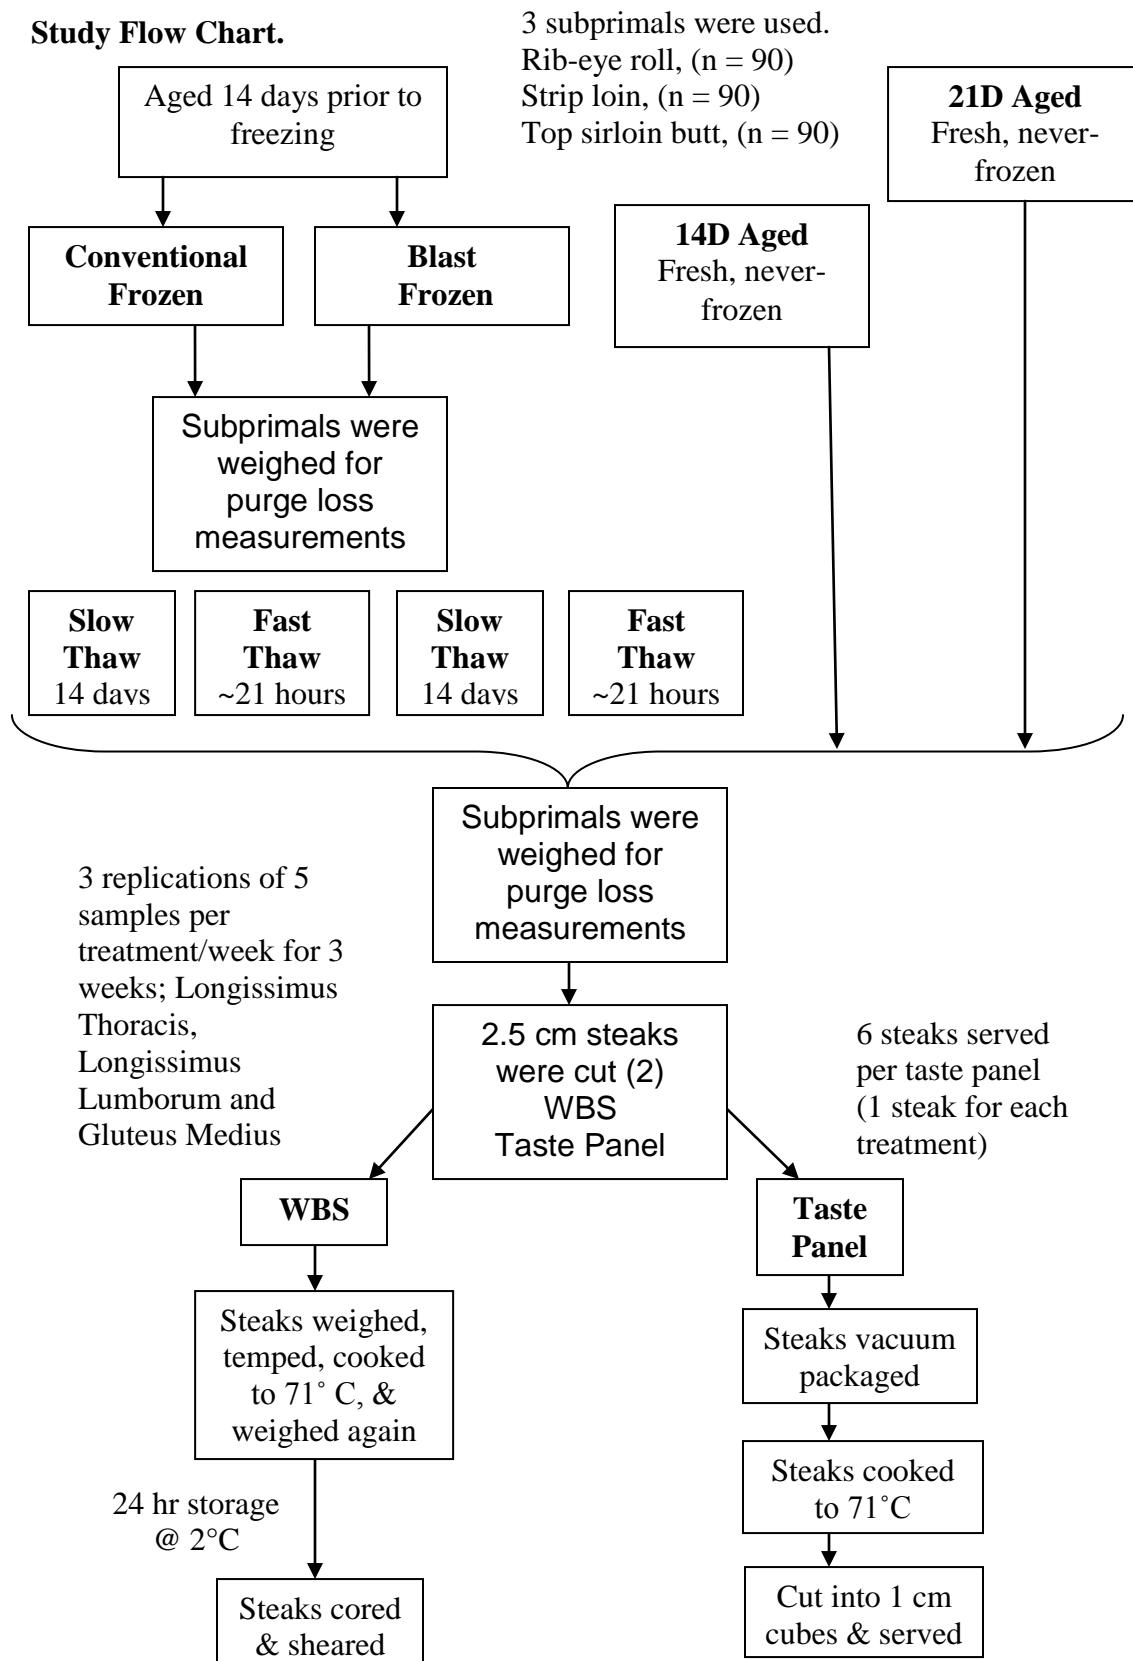 Study Flow Chart.
3 subprimals were used.
Rib-eye roll, (n = 90)
Strip loin, (n = 90)
Top sirloin butt, (n = 90)
Aged 14 days prior to
freezing
21D Aged
Fresh, never-
frozen
Conventional
Frozen
Blast
Frozen
14D Aged
Fresh, never-
frozen
Subprimals were
weighed for
purge loss
measurements
Slow
Thaw
14 days
Fast
Thaw
~21 hours
Slow
Thaw
14 days
Fast
Thaw
~21 hours
Subprimals were
weighed for
purge loss
measurements
3 replications of 5
samples per
treatment/week for 3
weeks; Longissimus
Thoracis,
Longissimus
Lumborum and
Gluteus Medius
2.5 cm steaks
were cut (2)
WBS
Taste Panel
6 steaks served
per taste panel
(1 steak for each
treatment)
WBS
Taste
Panel
Steaks weighed,
temped, cooked
to 71˚ C, &
weighed again
Steaks vacuum
packaged
24 hr storage
@ 2°C
Steaks cooked
to 71˚C
Steaks cored
& sheared
Cut into 1 cm
cubes & served